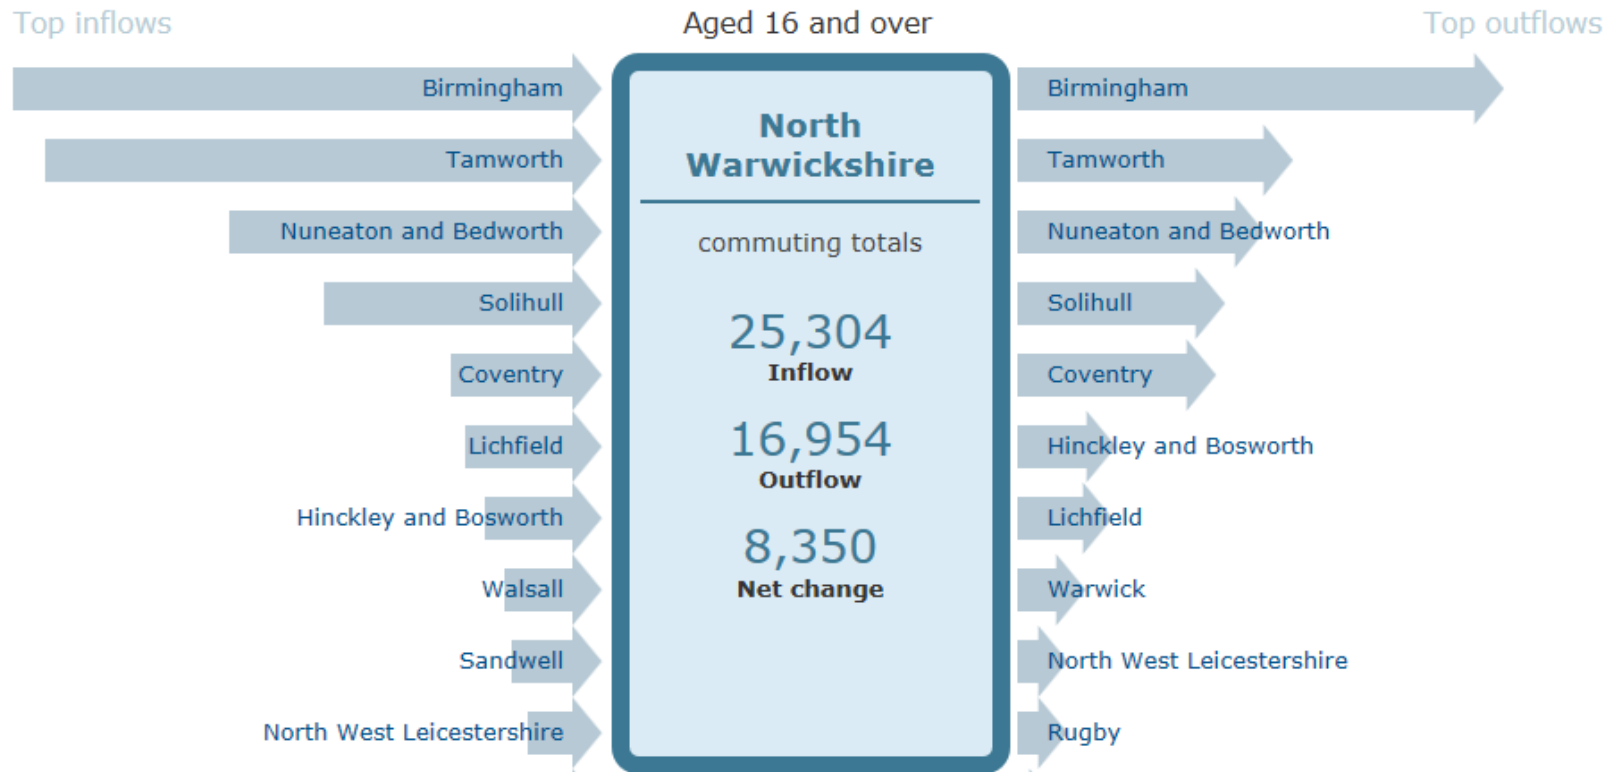 Top inflows
Aged 16 and over
Top outflows
Birmingham
Tamworth
Nuneaton and Bedworth
Solihull
Coventry
Lichfield
Hinckley and Bosworth
Walsall
Sandwell
North West Leicestershire
North
Warwickshire
commuting totals
25,304
Inflow
16,954
Outflow
8,350
Net change
Birmingham
Tamworth
Nuneaton and Bedworth
Solihull
Coventry
Hinckley and Bosworth
Lichfield
Warwick
North West Leicestershire
Rugby